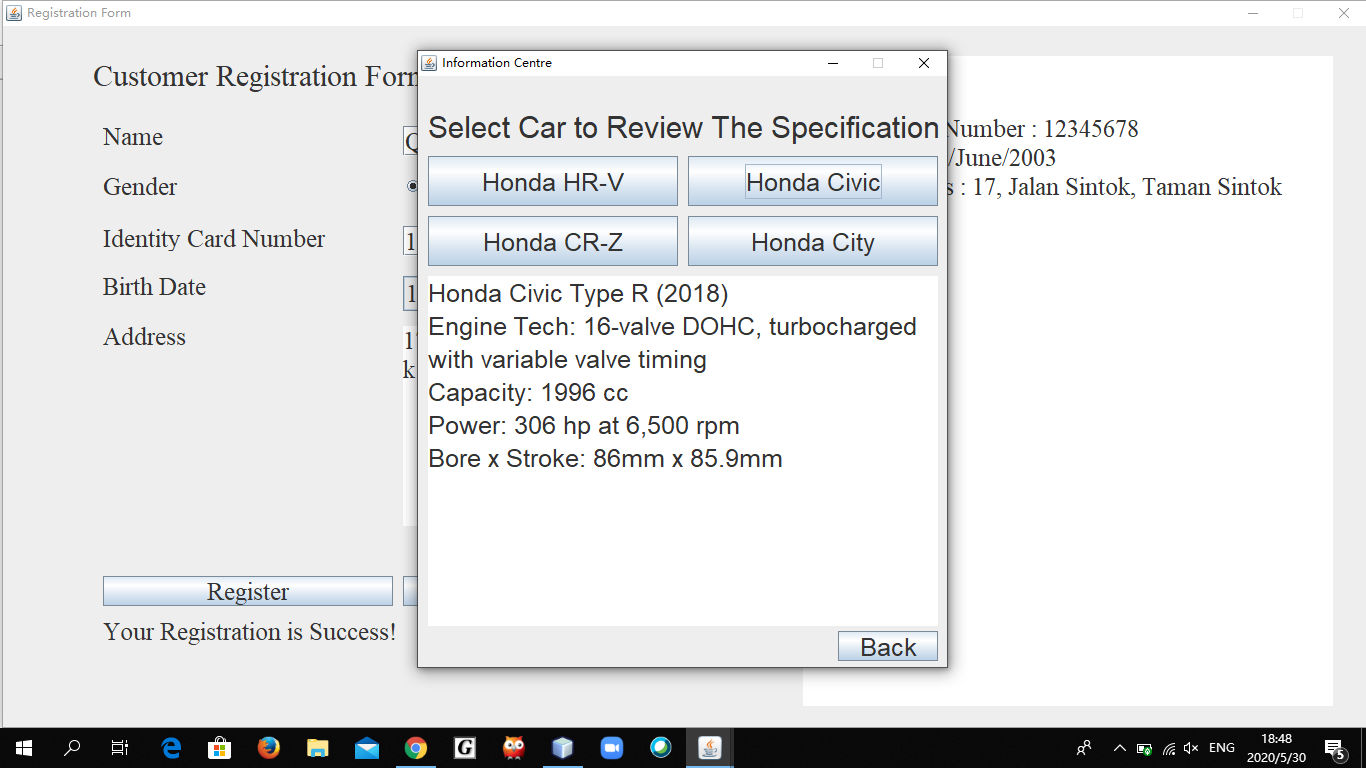 Registration Form
Customer Registration Form
Name
Gender
Identity Card Number
Birth Date
Address
Register
Your Registration is Success!
Information Centre
Select Car to Review The Specification
Honda HR-V
Honda Civic
Honda CR-Z
Honda City
Honda Civic Type R (2018)
Engine Tech: 16-valve DOHC, turbocharged
with variable valve timing
Capacity: 1996 cc
Power: 306 hp at 6,500 rpm
Bore x Stroke: 86mm x 85.9mm
Back
Number : 12345678
/June/2003
s : 17, Jalan Sintok, Taman Sintok
ENG
18:48
2020/5/30
5